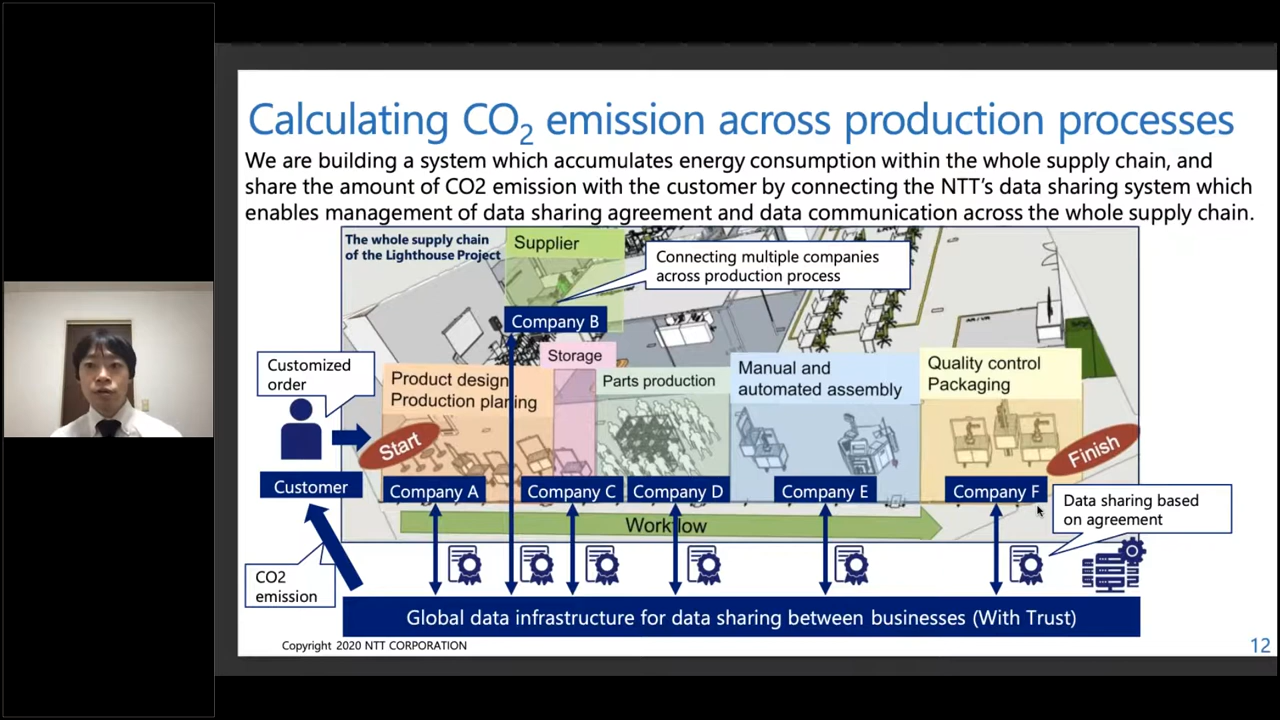 Calculating CO2 emission across production processes
We are building a system which accumulates energy consumption within the whole supply chain, and
share the amount of CO2 emission with the customer by connecting the NTT's data sharing system which
enables management of data sharing agreement and data communication across the whole supply chain.
The whole supply chain
of the Lighthouse Project
Supplier
Connecting multiple companies
across production process
Company B
Customized
order
Storage
Product design
Production planing
Parts production
Manual and
automated assembly
Quality control
Packaging
Start
Finish
Customer
Company A
Company C
Company D
Company E
Company F
Data sharing based
on agreement
Workflow
CO2
emission
Global data infrastructure for data sharing between businesses (With Trust)
Copyright 2020 NTT CORPORATION
12